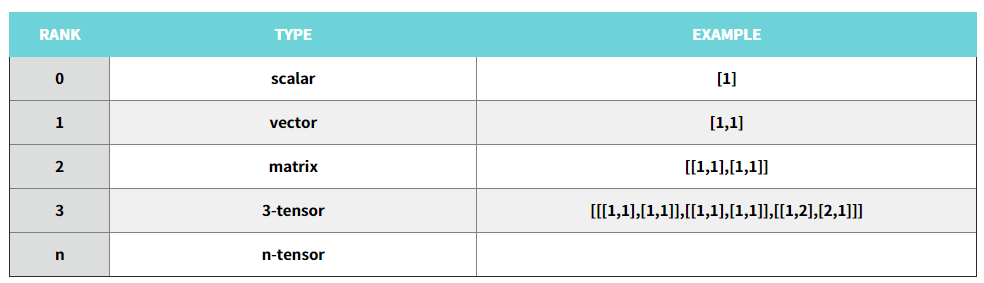 RANK TYPE EXAMPLE
0 scalar [1]
1 vector [1,1]
2 matrix [[1,1],[1,1]]
3 3-tensor [[[1,1],[1,1]],[[1,1],[1,1]],[[1,2],[2,1]]]
n n-tensor